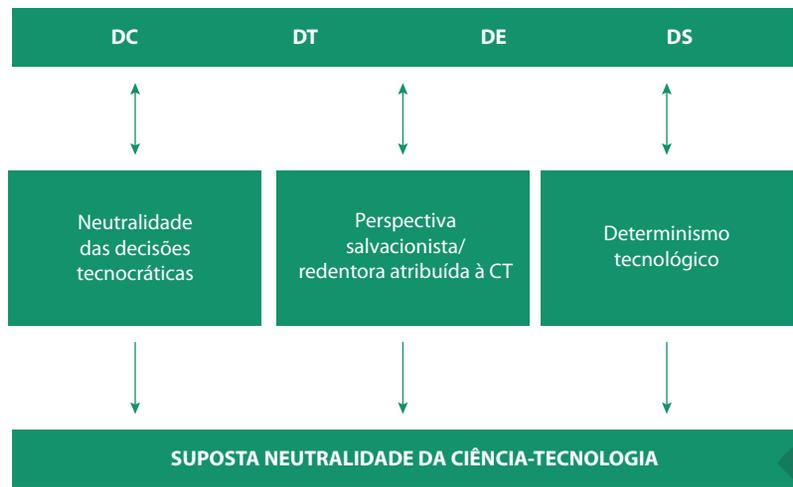 DC DT DE DS
Neutralidade
das decisões
tecnocráticas
Perspectiva
salvacionista/
redentora atribuída à CT
Determinismo
tecnológico
SUPOSTA NEUTRALIDADE DA CIÊNCIA-TECNOLOGIA